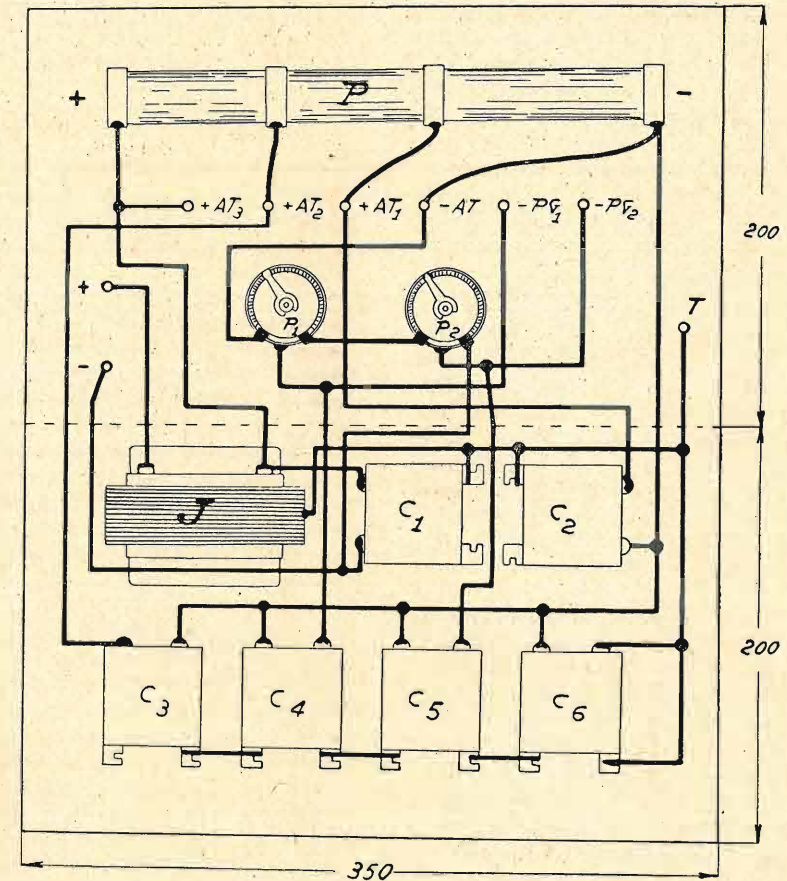 + P -
+AT₃ +AT₂ +AT₁ -AT -PG₁ -PG₂
200
+ P₁ P₂ T
-
J C₁ C₂
200
C₃ C₄ C₅ C₆
350